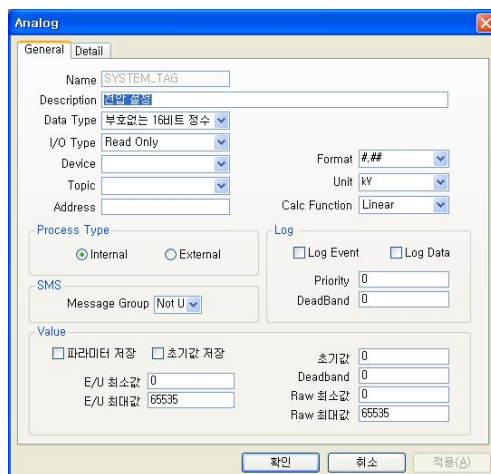 Analog
General Detail
Name SYSTEM_TAG
Description 전압 설정
Data Type 부호없는 16비트 정수
I/O Type Read Only
Device
Topic
Address
Format #.##
Unit kV
Calc Function Linear
Process Type
Internal External
SMS
Message Group Not U
Log
Log Event Log Data
Priority 0
DeadBand 0
Value
파라미터 저장 초기값 저장
E/U 최소값 0
E/U 최대값 65535
초기값 0
Deadband 0
Raw 최소값 0
Raw 최대값 65535
확인 취소 적용(A)